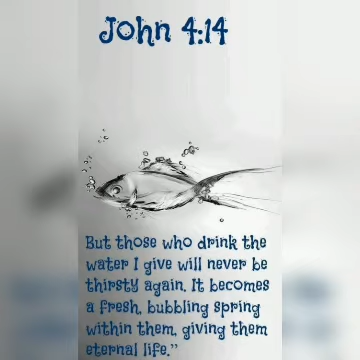 John 4:14
But those who drink the
water I give will never be
thirsty again. It becomes
a fresh, bubbling spring
within them, giving them
eternal life.”